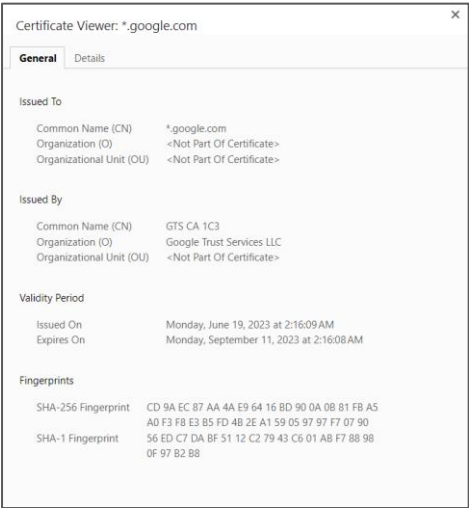 Certificate Viewer: *.google.com
General Details
Issued To
Common Name (CN) *.google.com
Organization (O) <Not Part Of Certificate>
Organizational Unit (OU) <Not Part Of Certificate>
Issued By
Common Name (CN) GTS CA 1C3
Organization (O) Google Trust Services LLC
Organizational Unit (OU) <Not Part Of Certificate>
Validity Period
Issued On Monday, June 19, 2023 at 2:16:09 AM
Expires On Monday, September 11, 2023 at 2:16:08 AM
Fingerprints
SHA-256 Fingerprint CD 9A EC 87 AA 4A E9 64 16 BD 90 0A 0B 81 FB A5
A0 F3 F8 E3 B5 FD 4B 2E A1 59 05 97 97 F7 07 90
SHA-1 Fingerprint 56 ED C7 DA BF 51 12 C2 79 43 C6 01 AB F7 88 98
0F 97 B2 B8